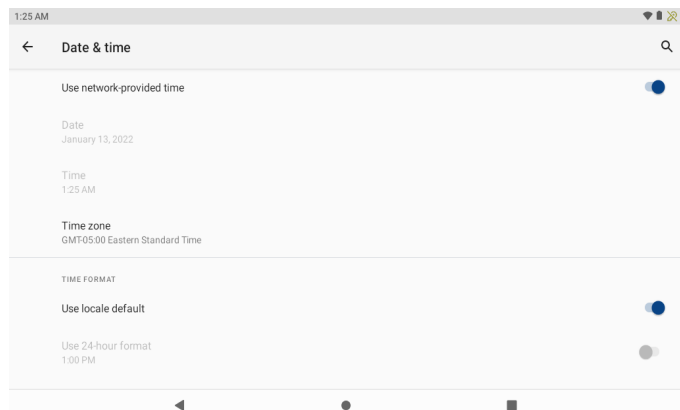 1:25 AM
Date & time
Use network-provided time
Date
January 13, 2022
Time
1:25 AM
Time zone
GMT-05:00 Eastern Standard Time
TIME FORMAT
Use locale default
Use 24-hour format
1:00 PM